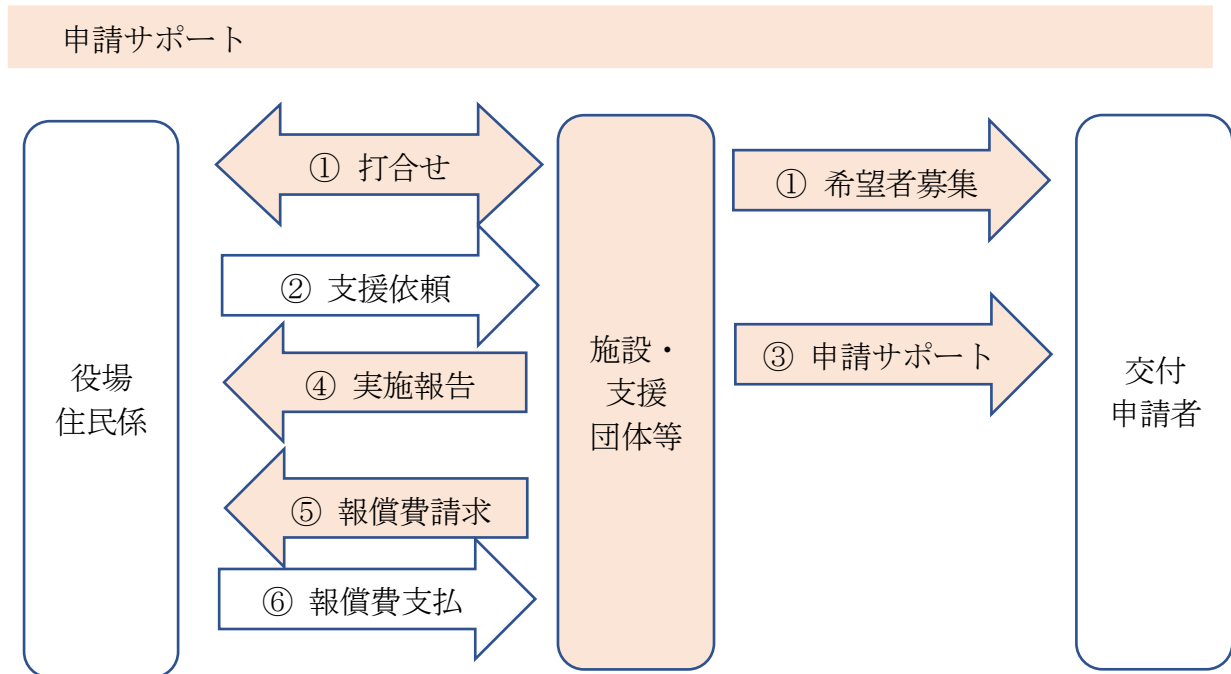 申請サポート
① 打合せ
① 希望者募集
② 支援依頼
③ 申請サポート
④ 実施報告
⑤ 報償費請求
⑥ 報償費支払
役場
住民係
施設・
支援
団体等
交付
申請者